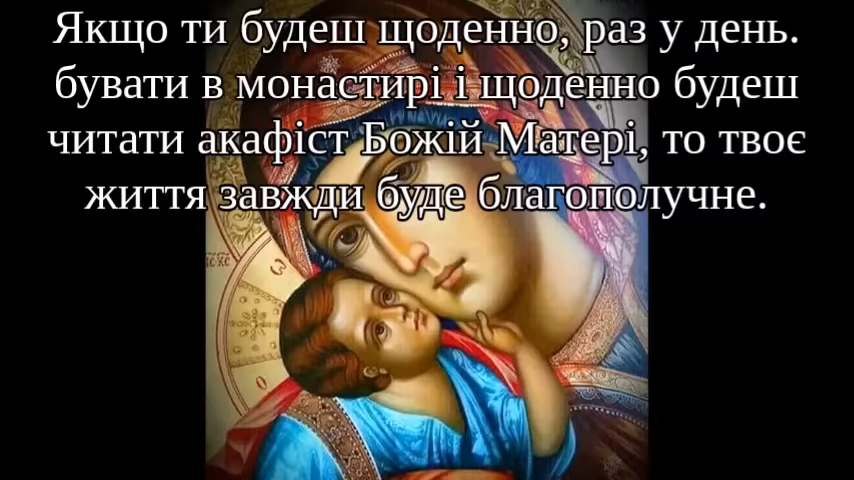 Якщо ти будеш щоденно, раз у день.
бувати в монастирі і щоденно будеш
читати акафіст Божій Матері, то твоє
життя завжди буде благополучне.